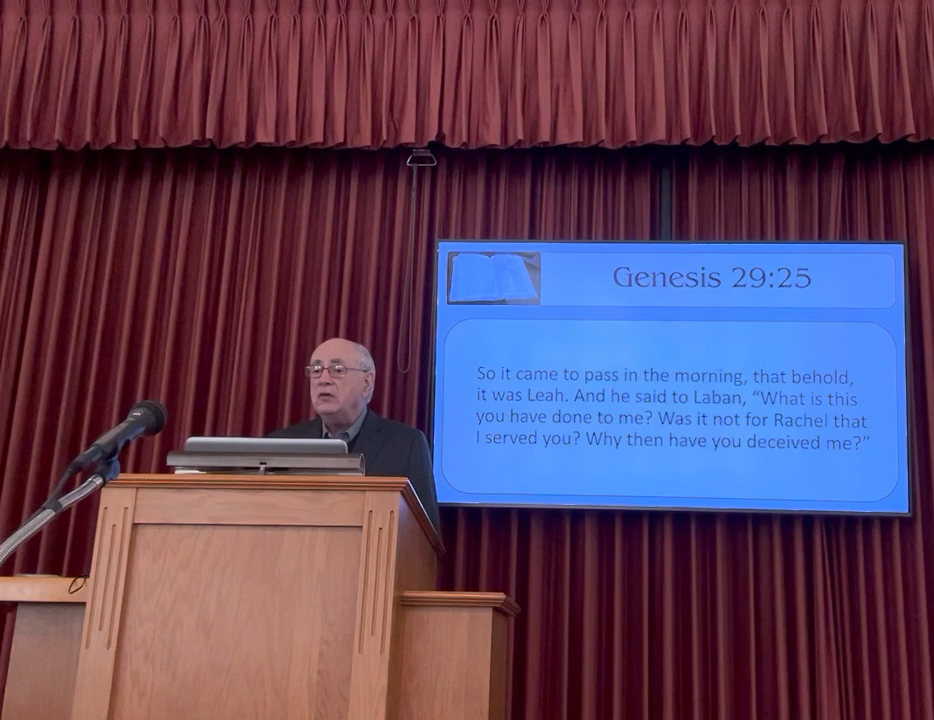 Genesis 29:25
So it came to pass in the morning, that behold,
it was Leah. And he said to Laban, “What is this
you have done to me? Was it not for Rachel that
I served you? Why then have you deceived me?”